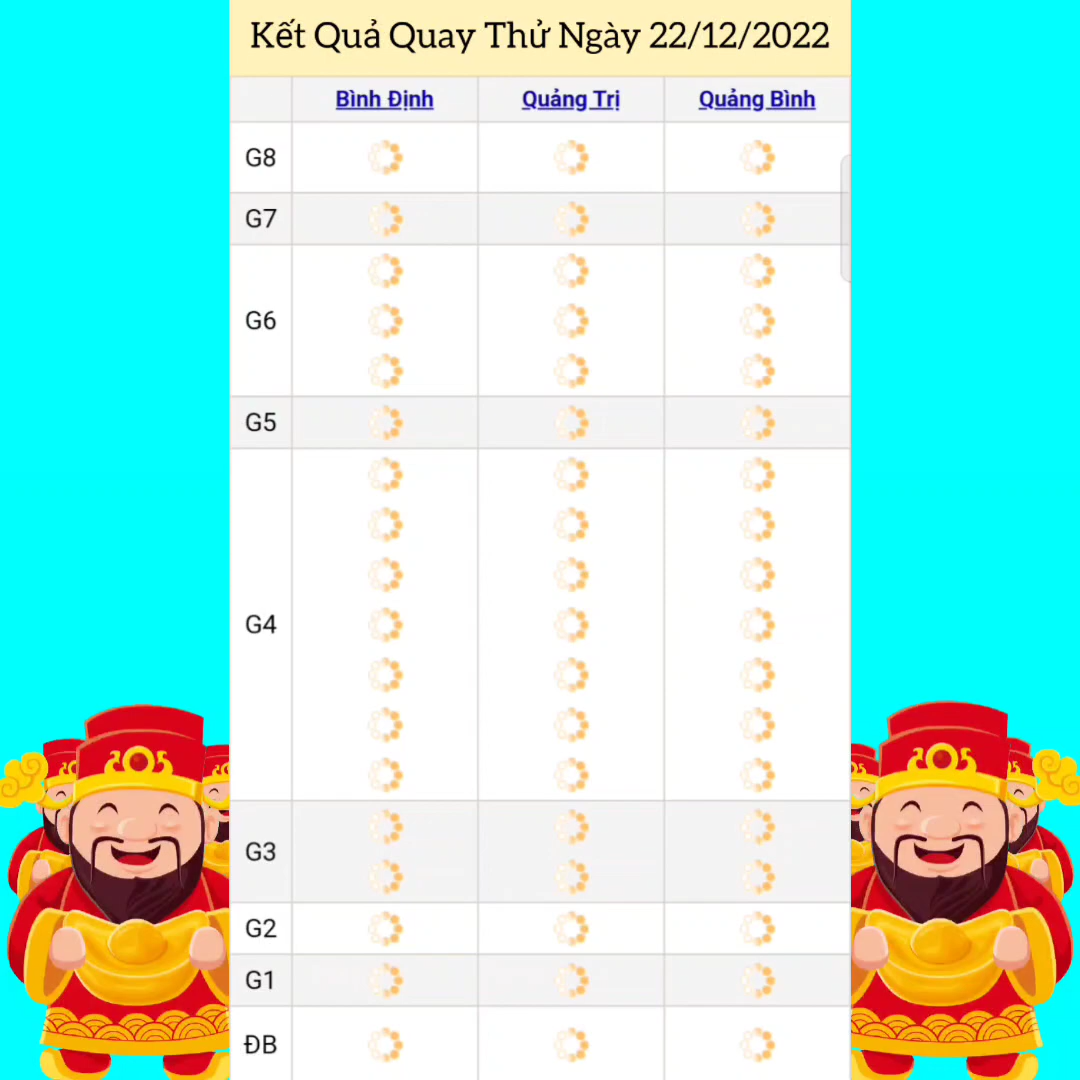 Kết Quả Quay Thử Ngày 22/12/2022
Bình Định Quảng Trị Quảng Bình
G8
G7
G6
G5
G4
G3
G2
G1
ĐB